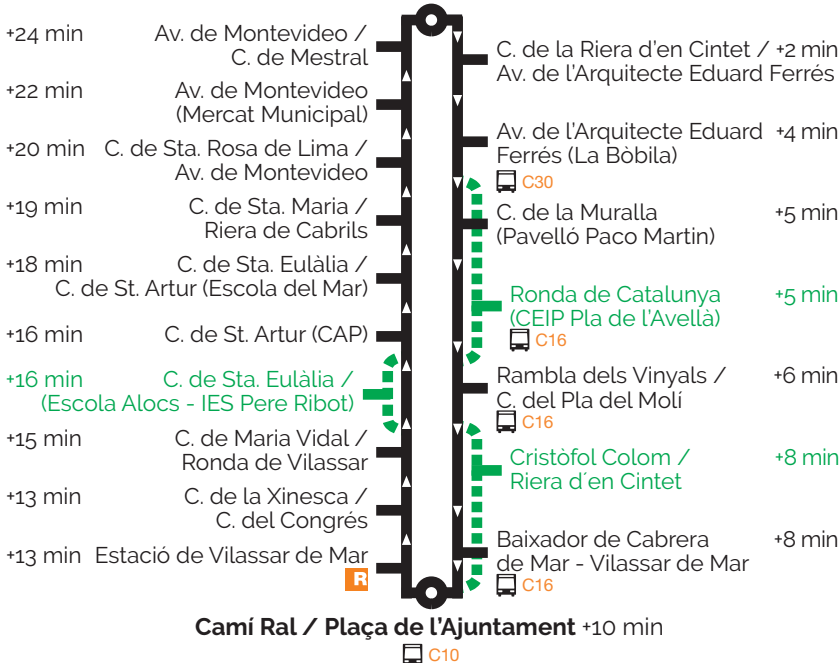 +24 min Av. de Montevideo /
C. de Mestral
+22 min Av. de Montevideo
(Mercat Municipal)
+20 min C. de Sta. Rosa de Lima /
Av. de Montevideo
+19 min C. de Sta. Maria /
Riera de Cabrils
+18 min C. de Sta. Eulàlia /
C. de St. Artur (Escola del Mar)
+16 min C. de St. Artur (CAP)
+16 min C. de Sta. Eulàlia /
(Escola Alocs - IES Pere Ribot)
+15 min C. de Maria Vidal /
Ronda de Vilassar
+13 min C. de la Xinesca /
C. del Congrés
+13 min Estació de Vilassar de Mar
R
C. de la Riera d'en Cintet / +2 min
Av. de l'Arquitecte Eduard Ferrés
Av. de l'Arquitecte Eduard +4 min
Ferrés (La Bòbila)
C30
C. de la Muralla +5 min
(Pavelló Paco Martin)
Ronda de Catalunya +5 min
(CEIP Pla de l'Avellà)
C16
Rambla dels Vinyals / +6 min
C. del Pla del Molí
C16
Cristòfol Colom / +8 min
Riera d´en Cintet
Baixador de Cabrera +8 min
de Mar - Vilassar de Mar
C16
Camí Ral / Plaça de l'Ajuntament +10 min
C10